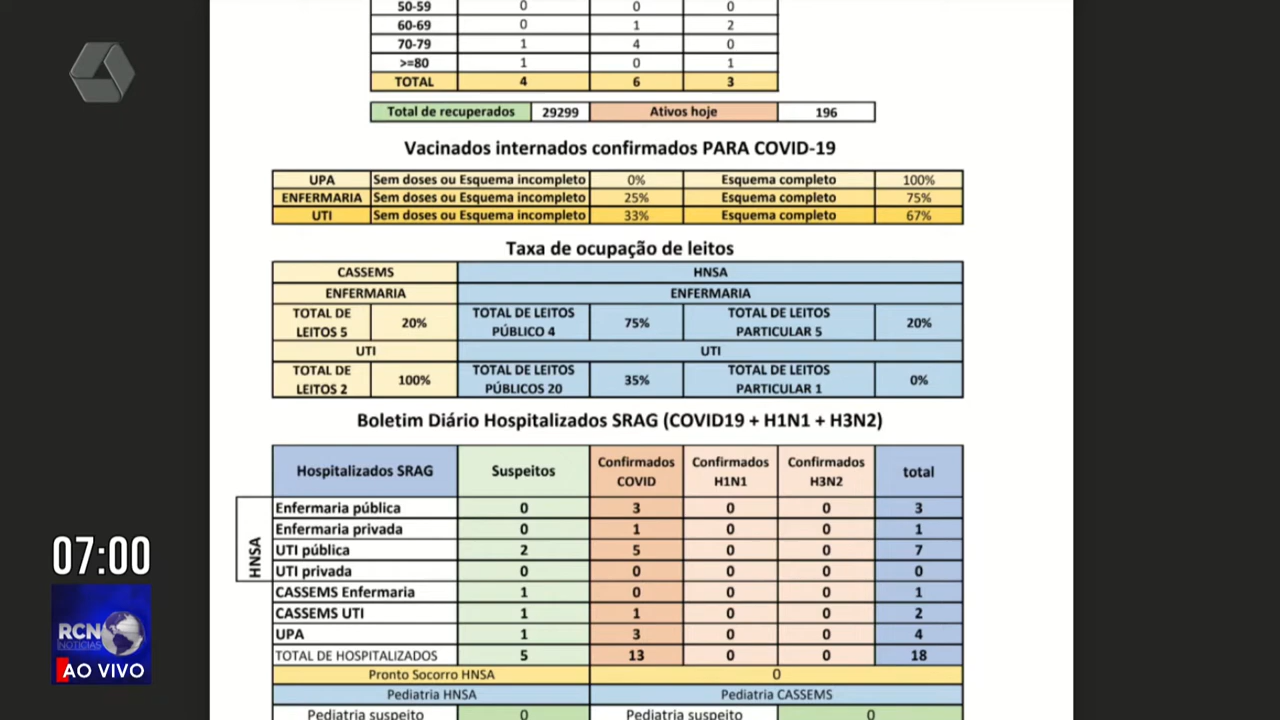 50-59 0 0 0
60-69 0 1 2
70-79 1 4 0
>=80 1 0 1
TOTAL 4 6 3
Total de recuperados 29299 Ativos hoje 196
Vacinados internados confirmados PARA COVID-19
UPA Sem doses ou Esquema incompleto 0% Esquema completo 100%
ENFERMARIA Sem doses ou Esquema incompleto 25% Esquema completo 75%
UTI Sem doses ou Esquema incompleto 33% Esquema completo 67%
Taxa de ocupação de leitos
CASSEMS HNSA
ENFERMARIA ENFERMARIA
TOTAL DE LEITOS 5 20% TOTAL DE LEITOS PÚBLICO 4 75% TOTAL DE LEITOS PARTICULAR 5 20%
UTI UTI
TOTAL DE LEITOS 2 100% TOTAL DE LEITOS PÚBLICOS 20 35% TOTAL DE LEITOS PARTICULAR 1 0%
Boletim Diário Hospitalizados SRAG (COVID19 + H1N1 + H3N2)
Hospitalizados SRAG Suspeitos Confirmados COVID Confirmados H1N1 Confirmados H3N2 total
HNSA
Enfermaria pública 0 3 0 0 3
Enfermaria privada 0 1 0 0 1
UTI pública 2 5 0 0 7
UTI privada 0 0 0 0 0
CASSEMS Enfermaria 1 0 0 0 1
CASSEMS UTI 1 1 0 0 2
UPA 1 3 0 0 4
TOTAL DE HOSPITALIZADOS 5 13 0 0 18
Pronto Socorro HNSA 0
Pediatria HNSA Pediatria CASSEMS
Pediatria suspeito 0 Pediatria suspeito 0
07:00
RCN
NOTÍCIAS
AO VIVO